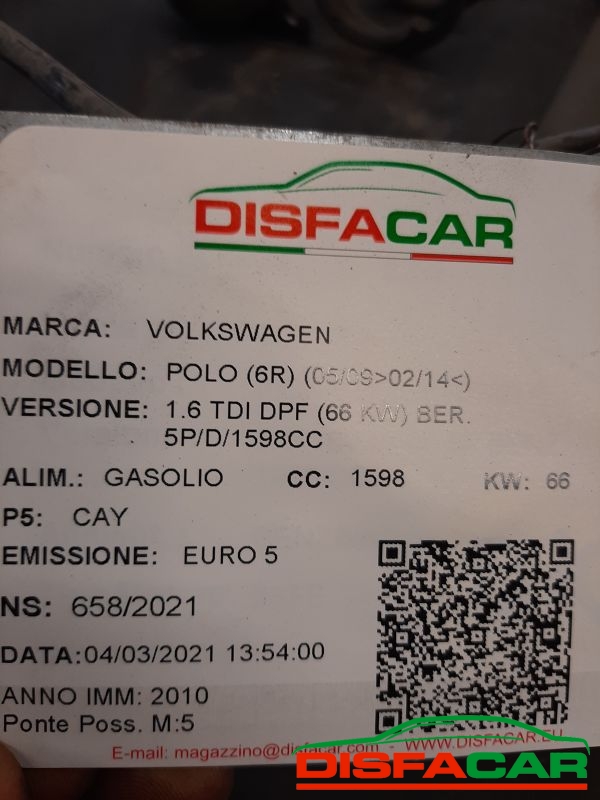 DISFACAR
MARCA: VOLKSWAGEN
MODELLO: POLO (6R) (05/09>02/14<)
VERSIONE: 1.6 TDI DPF (66 KW) BER.
5P/D/1598CC
ALIM.: GASOLIO CC: 1598 KW: 66
P5: CAY
EMISSIONE: EURO 5
NS: 658/2021
DATA:04/03/2021 13:54:00
ANNO IMM: 2010
Ponte Poss. M:5
E-mail: magazzino@disfacar.com - WWW.DISFACAR.EU
DISFACAR